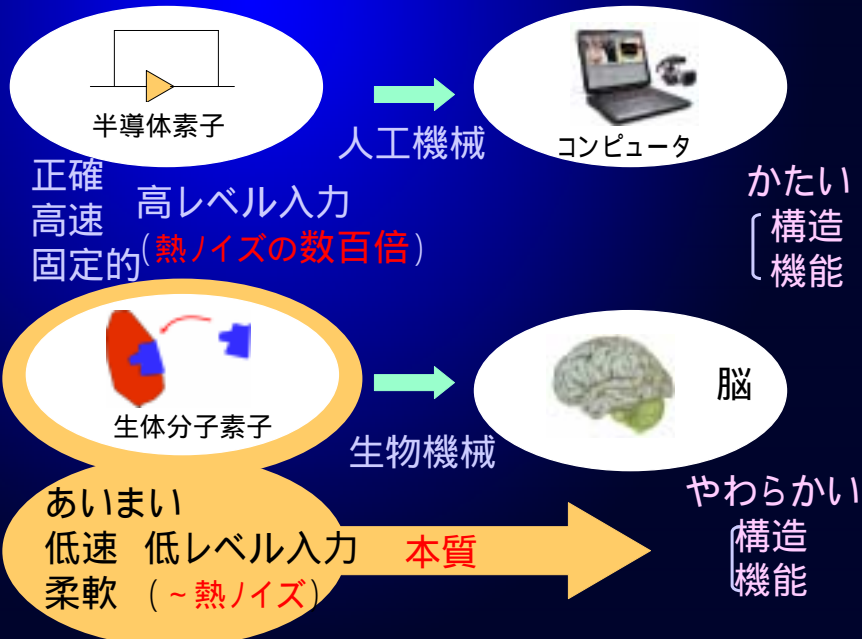 半導体素子
コンピュータ
人工機械
正確
高速
固定的
高レベル入力
(熱ノイズの数百倍)
かたい
構造
機能
生体分子素子
脳
生物機械
あいまい
低速 低レベル入力
柔軟 (~熱ノイズ)
本質
やわらかい
構造
機能